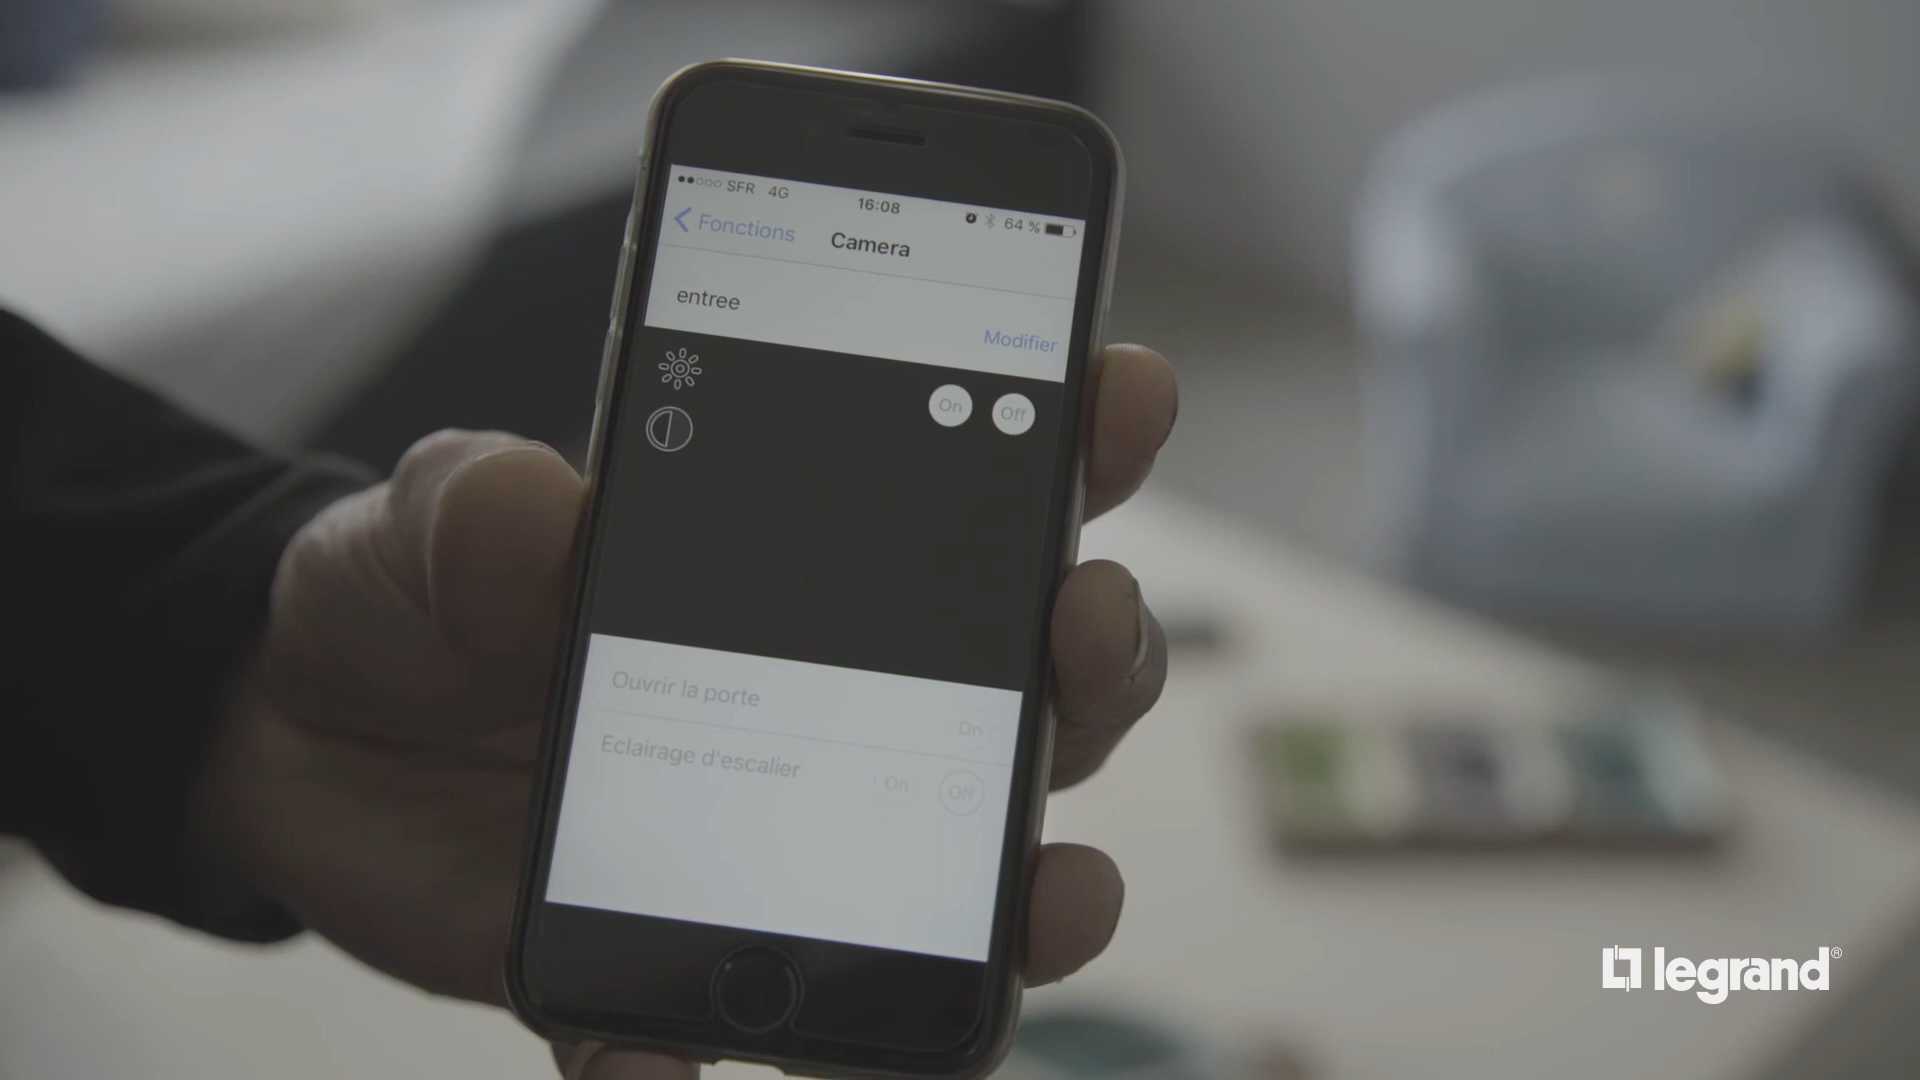 SFR 4G 16:08 64 %
Fonctions Camera
entree
Modifier
On Off
Ouvrir la porte
On
Eclairage d'escalier
On Off
legrand®